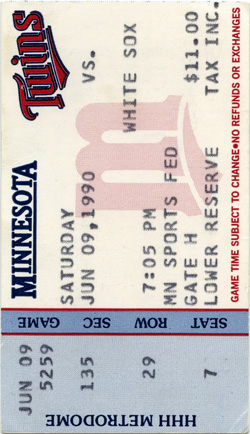 MINNESOTA
Twins
SATURDAY VS.
JUN 09,1990 WHITE SOX
7:05 PM $11.00
MN SPORTS FED TAX INC.
GATE H
LOWER RESERVE
GAME TIME SUBJECT TO CHANGE•NO REFUNDS OR EXCHANGES
GAME SEC ROW SEAT
JUN 09
5259 135 29 7
HHH METRODOME